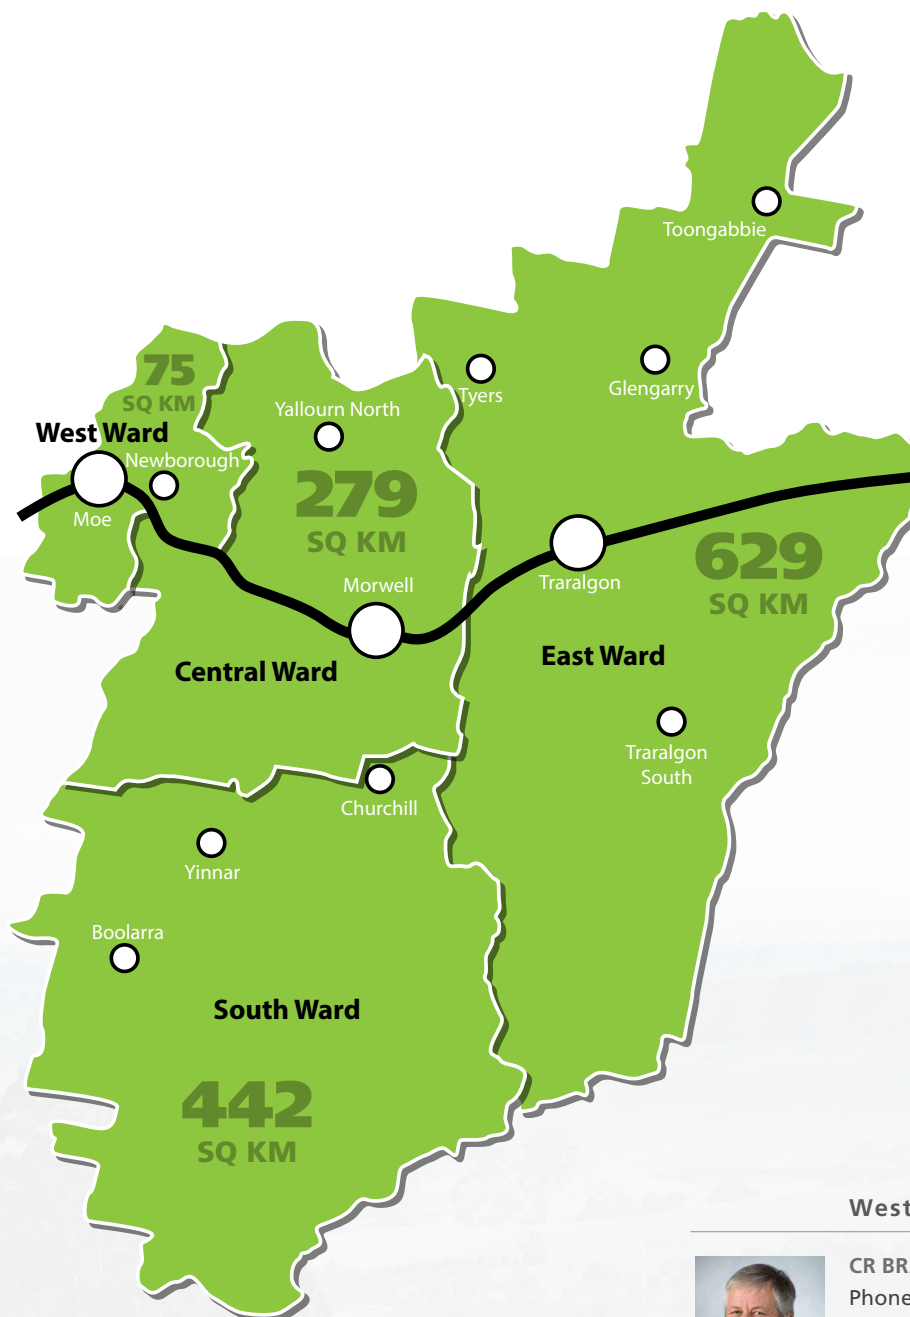 Toongabbie
75
SQ KM
Tyers
Glengarry
Yallourn North
West Ward
Newborough
279
SQ KM
Moe
629
SQ KM
Traralgon
Morwell
East Ward
Central Ward
Traralgon
South
Churchill
Yinnar
Boolarra
South Ward
442
SQ KM
West
CR BR
Phone